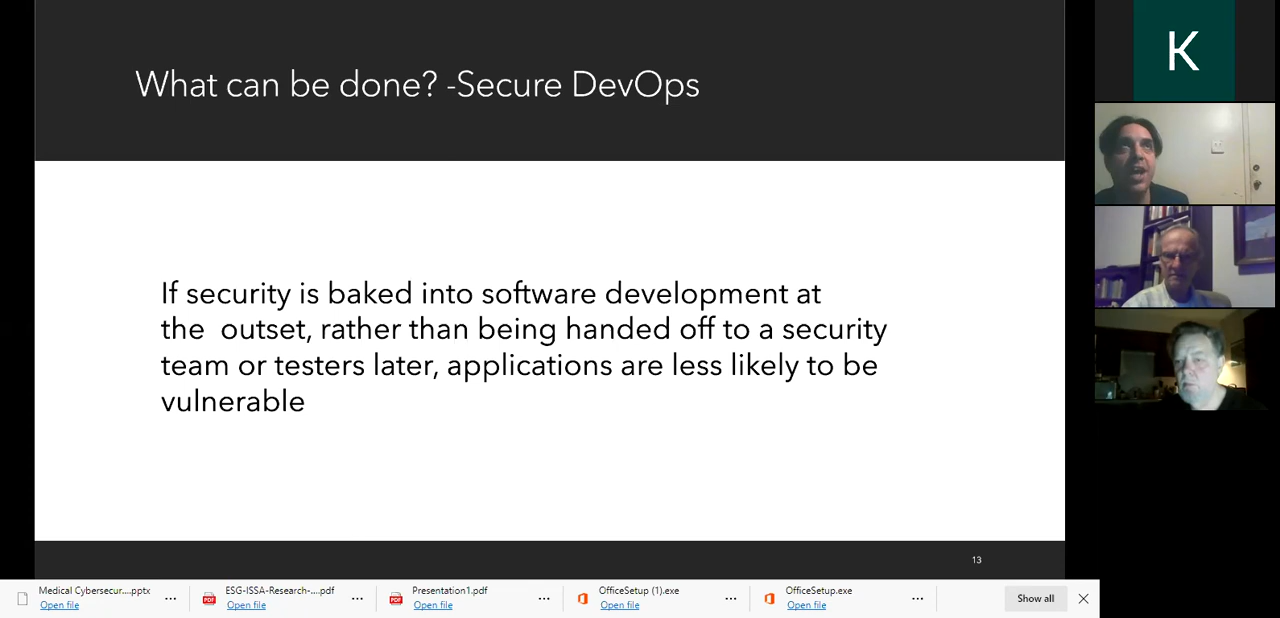 What can be done? -Secure DevOps
If security is baked into software development at
the  outset, rather than being handed off to a security
team or testers later, applications are less likely to be
vulnerable
13
K
Medical Cybersecur....pptx
Open file
ESG-ISSA-Research-....pdf
Open file
Presentation1.pdf
Open file
OfficeSetup (1).exe
Open file
OfficeSetup.exe
Open file
Show all